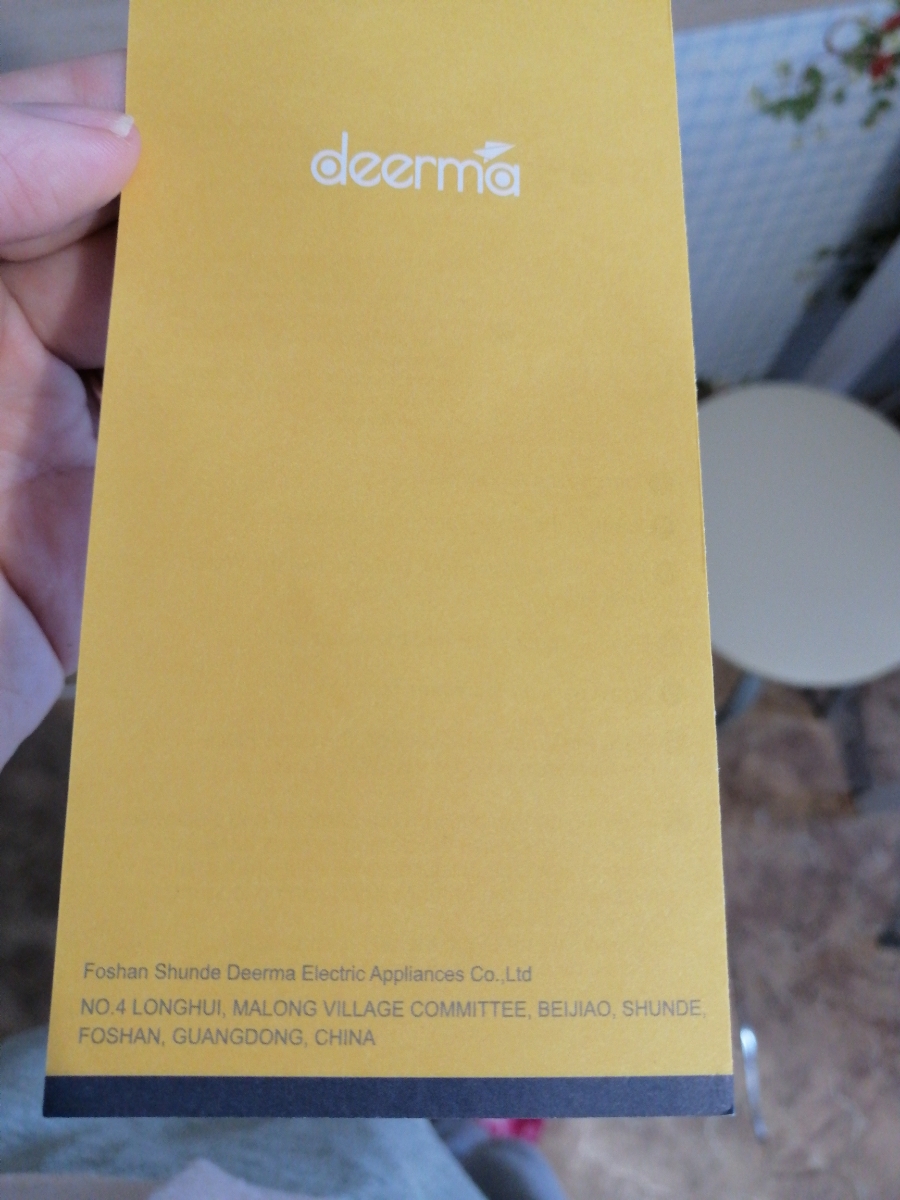 deerma
Foshan Shunde Deerma Electric Appliances Co.,Ltd
NO.4 LONGHUI, MALONG VILLAGE COMMITTEE, BEIJIAO, SHUNDE,
FOSHAN, GUANGDONG, CHINA